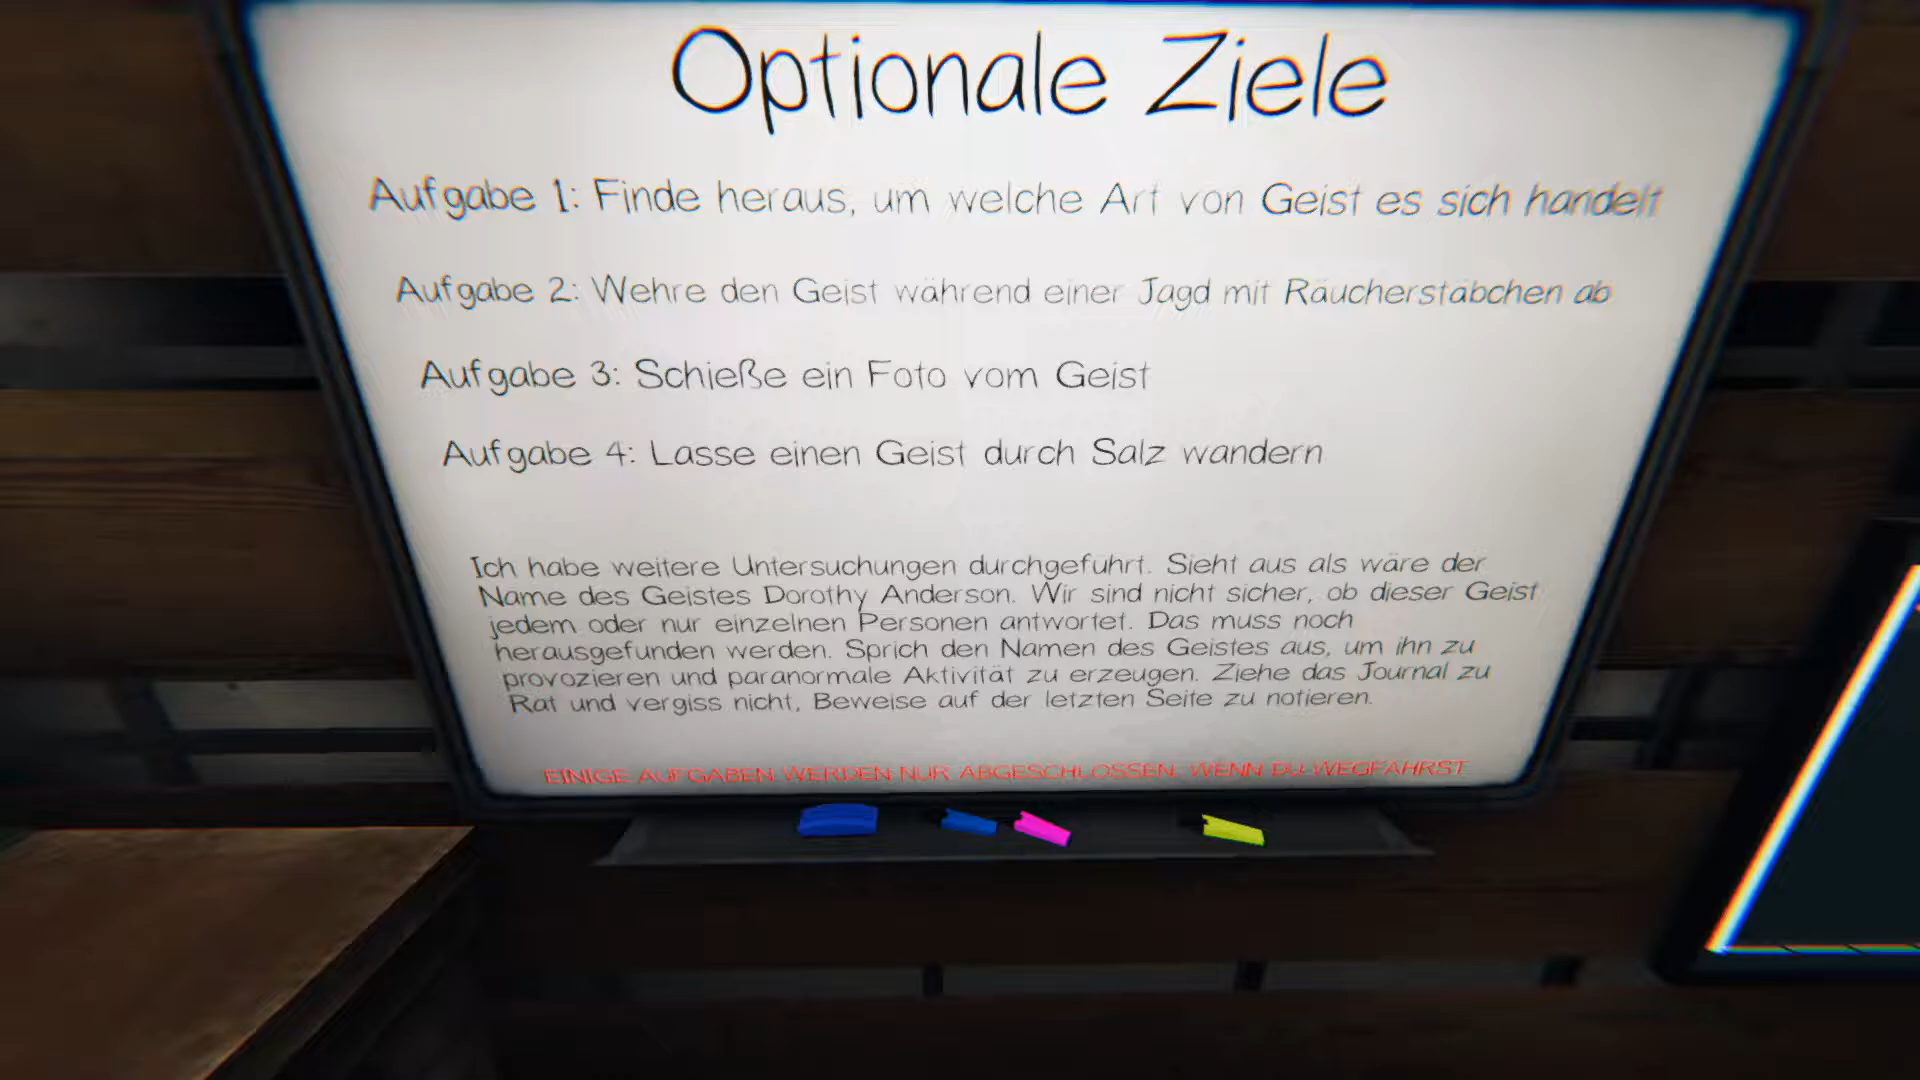 Optionale Ziele
Aufgabe 1: Finde heraus, um welche Art von Geist es sich handelt
Aufgabe 2: Wehre den Geist während einer Jagd mit Räucherstäbchen ab
Aufgabe 3: Schieße ein Foto vom Geist
Aufgabe 4: Lasse einen Geist durch Salz wandern
Ich habe weitere Untersuchungen durchgeführt. Sieht aus als wäre der
Name des Geistes Dorothy Anderson. Wir sind nicht sicher, ob dieser Geist
jedem oder nur einzelnen Personen antwortet. Das muss noch
herausgefunden werden. Sprich den Namen des Geistes aus, um ihn zu
provozieren und paranormale Aktivität zu erzeugen. Ziehe das Journal zu
Rat und vergiss nicht, Beweise auf der letzten Seite zu notieren.
EINIGE AUFGABEN WERDEN NUR ABGESCHLOSSEN, WENN DU WEGFÄHRST